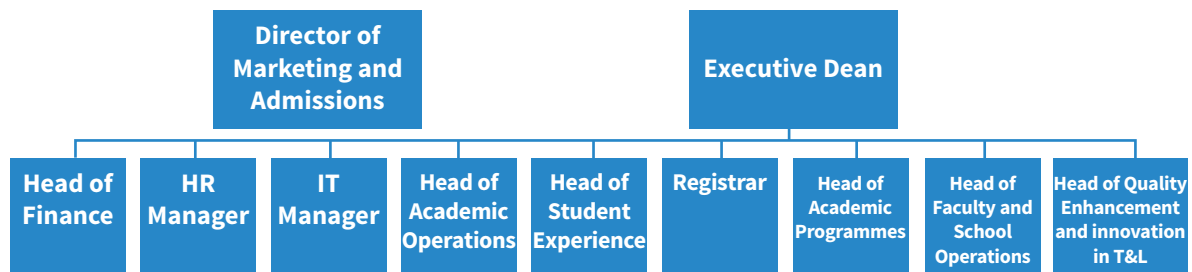 Director of
Marketing and
Admissions
Executive Dean
Head of
Finance
HR
Manager
IT
Manager
Head of
Academic
Operations
Head of
Student
Experience
Registrar
Head of
Academic
Programmes
Head of
Faculty and
School
Operations
Head of Quality
Enhancement
and innovation
in T&L